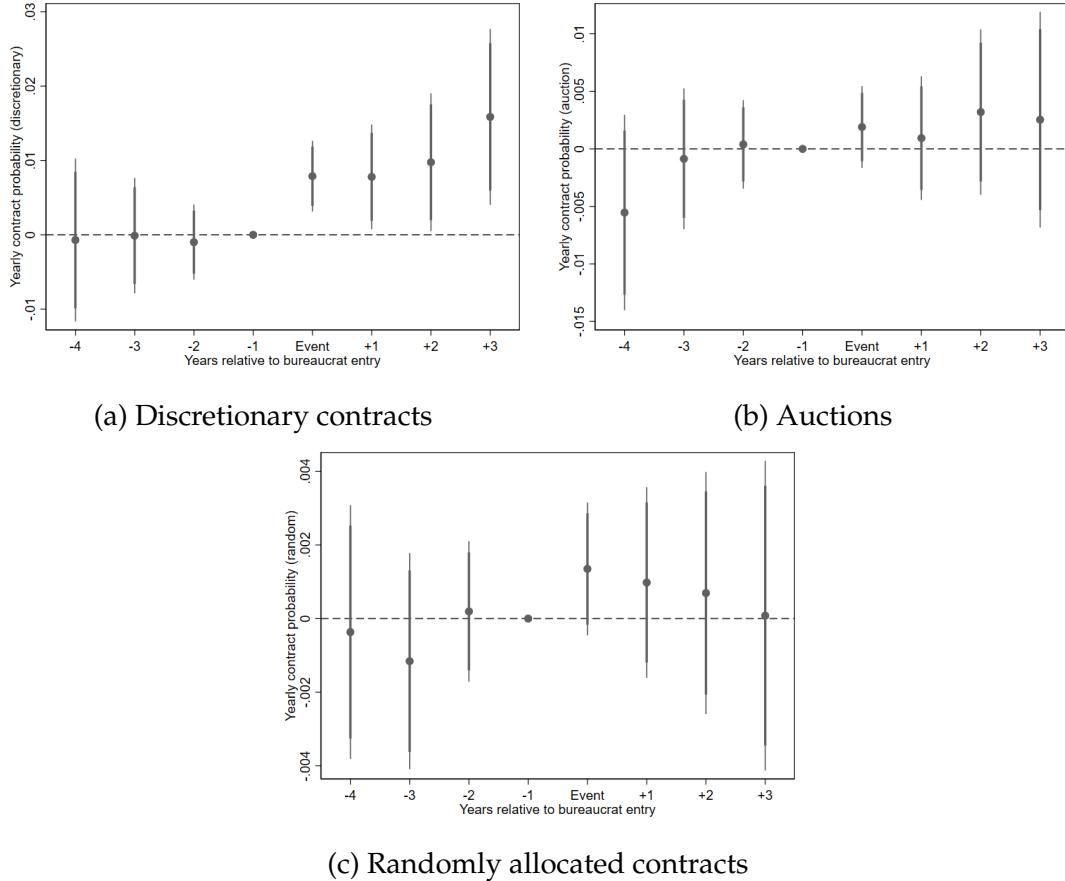 Yearly contract probability (discretionary)
.03
.02
.01
0
-.01
-4 -3 -2 -1 Event +1 +2 +3
Years relative to bureaucrat entry
(a) Discretionary contracts
Yearly contract probability (auction)
.01
.005
0
-.005
-.01
-.015
-4 -3 -2 -1 Event +1 +2 +3
Years relative to bureaucrat entry
(b) Auctions
Yearly contract probability (random)
.004
.002
0
-.002
-.004
-4 -3 -2 -1 Event +1 +2 +3
Years relative to bureaucrat entry
(c) Randomly allocated contracts